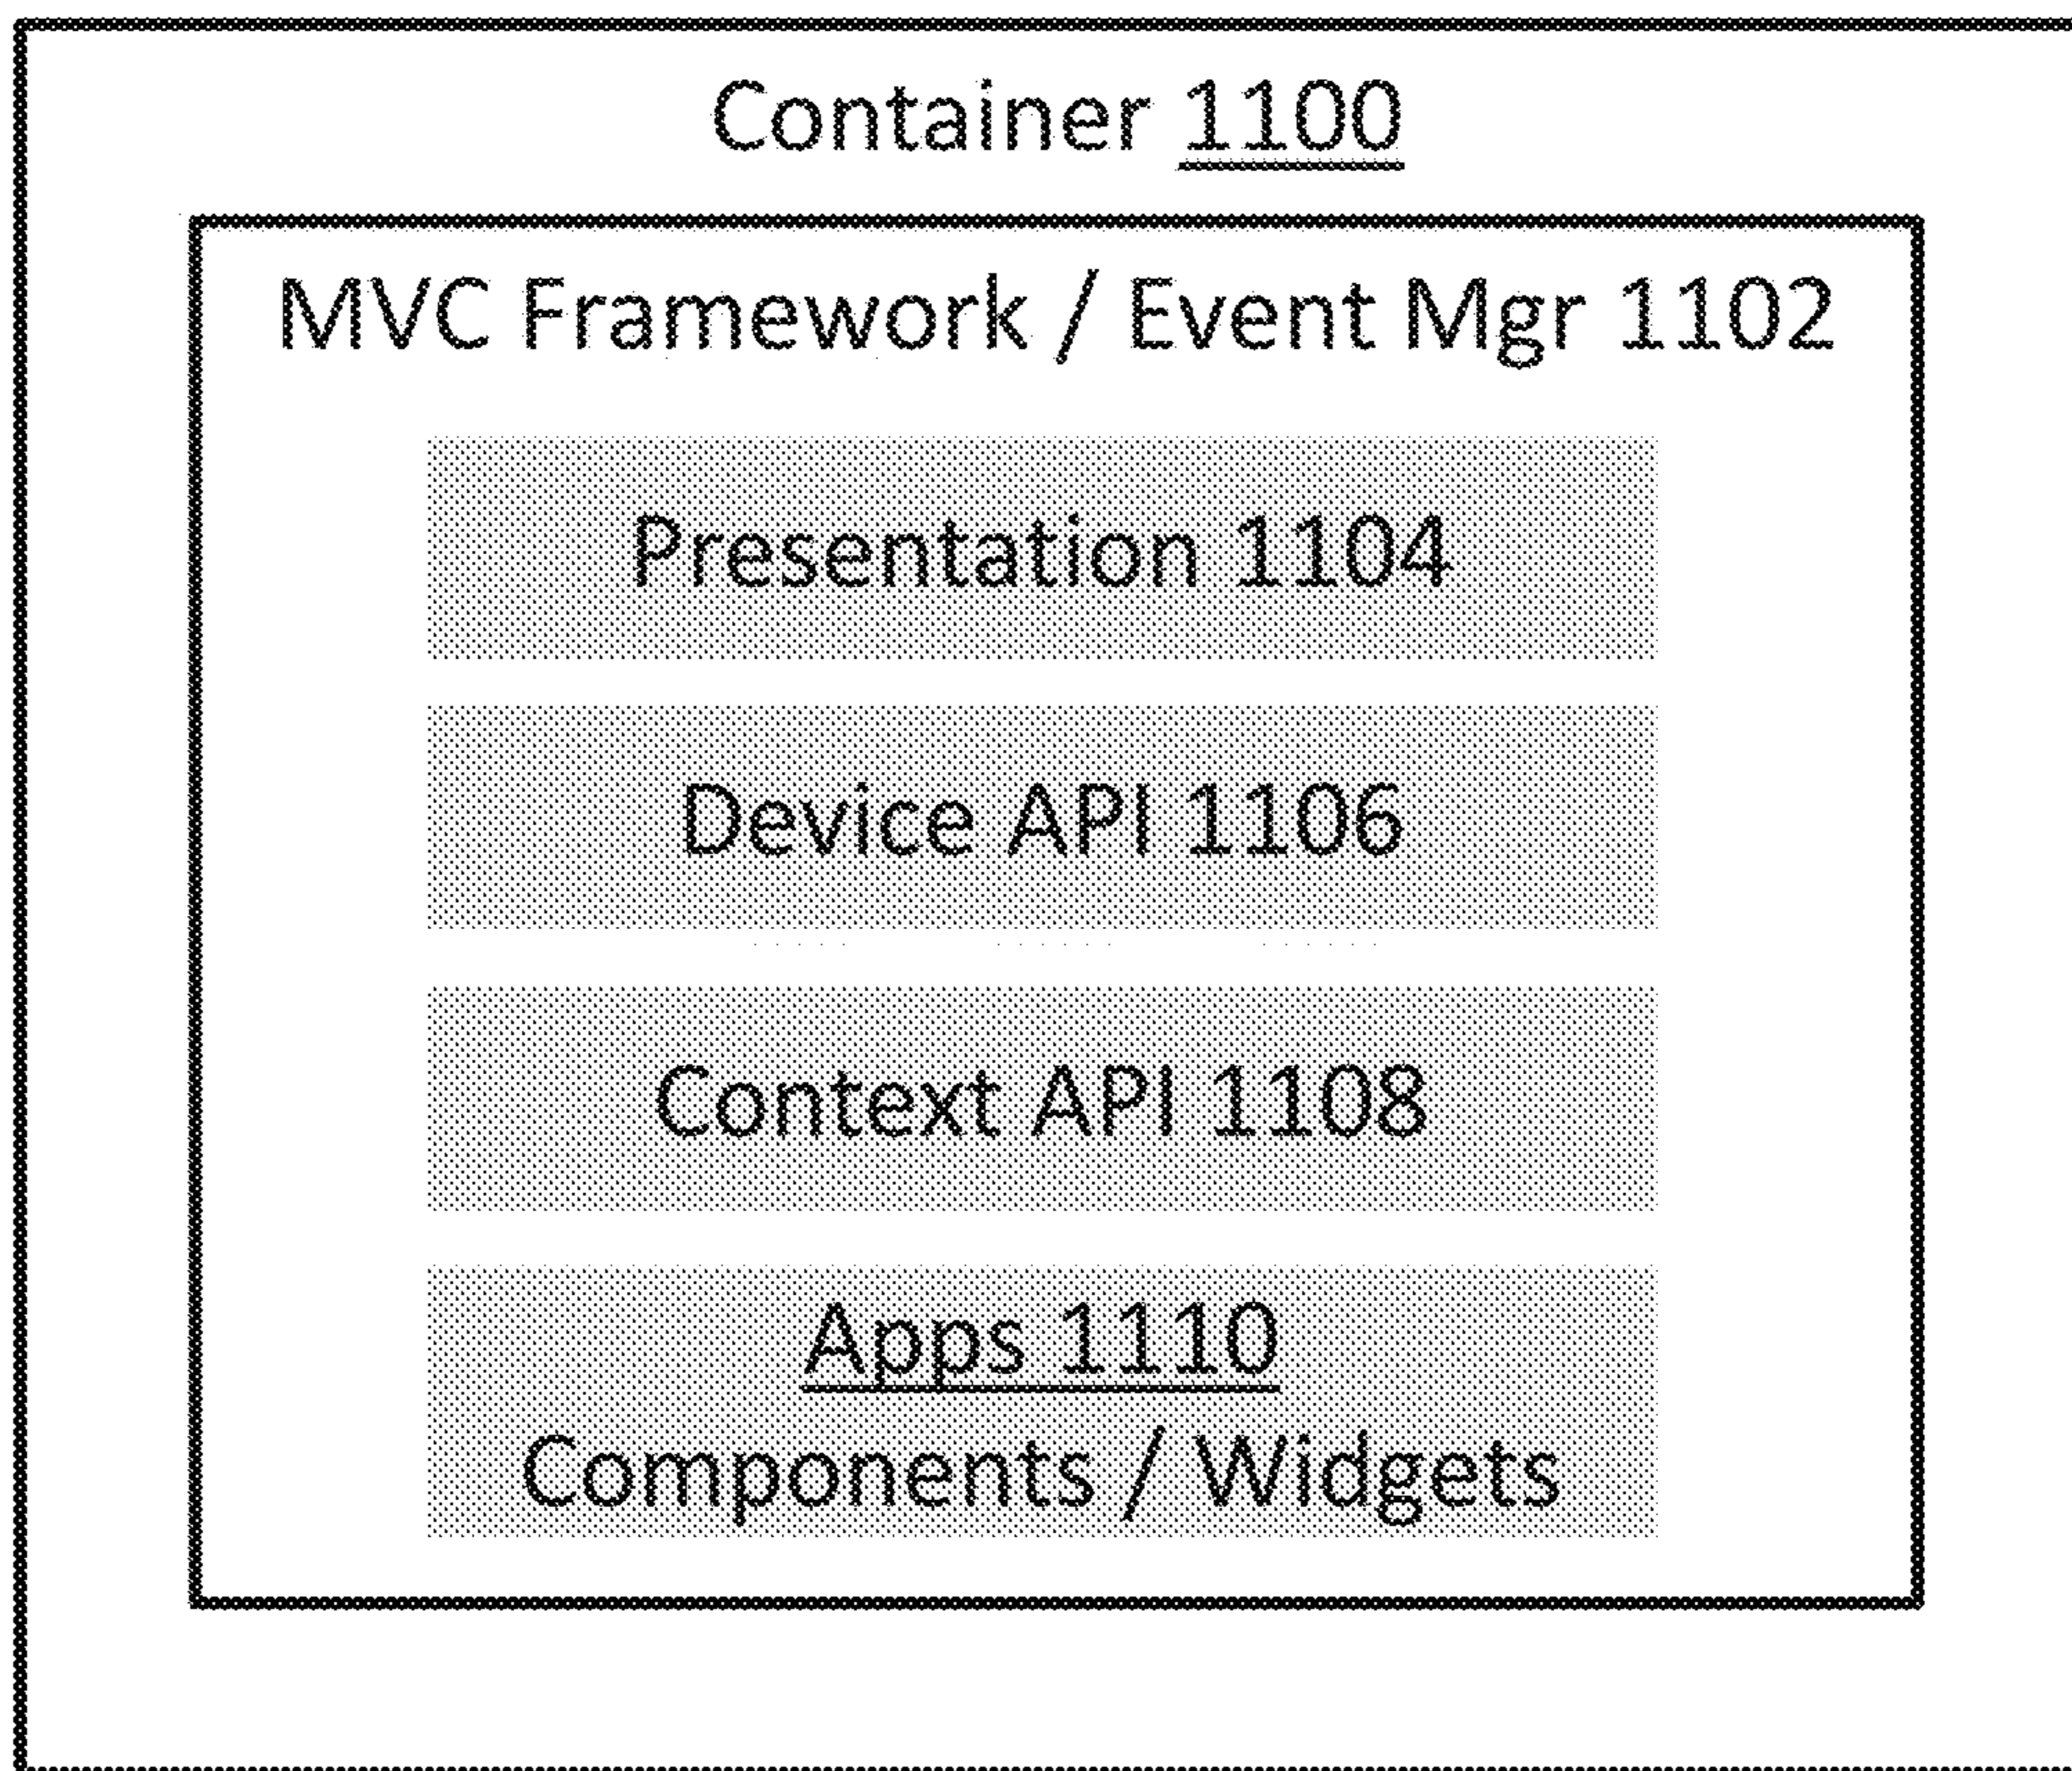 Container 1100
MVC Framework / Event Mgr 1102
Presentation 1104
Device API 1106
Context API 1108
Apps 1110
Components / Widgets